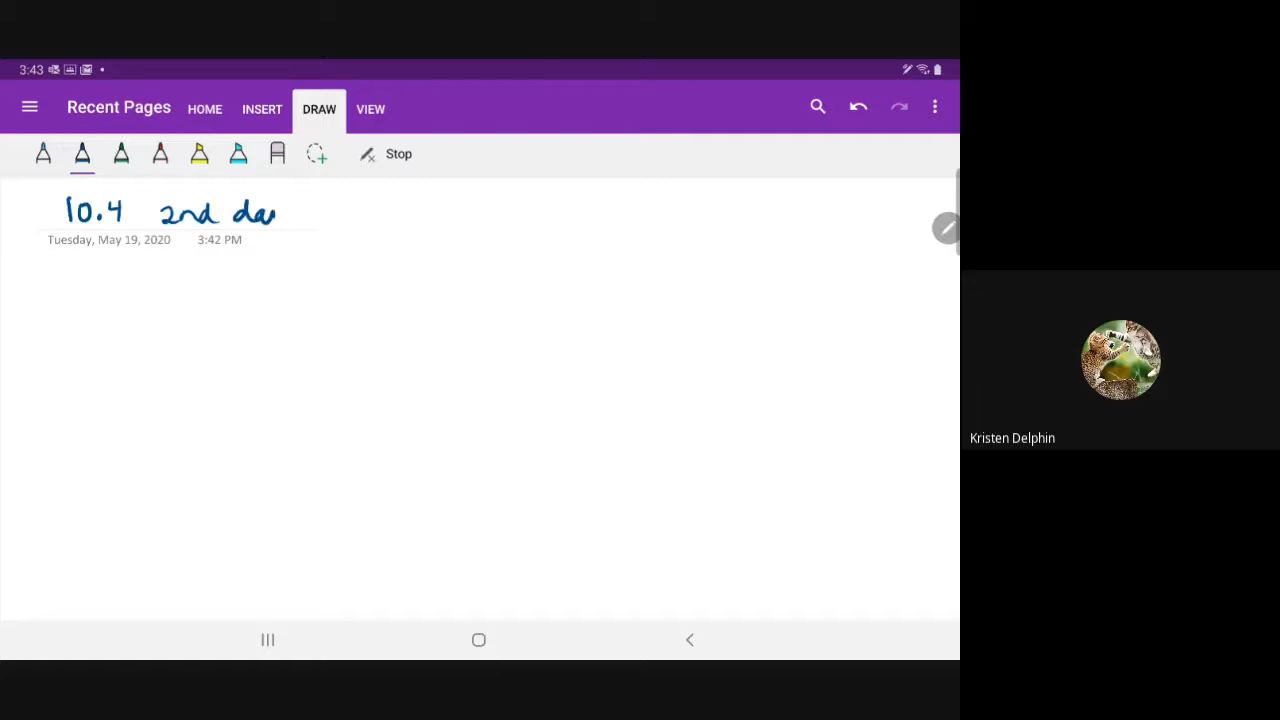 3:43
Recent Pages HOME INSERT DRAW VIEW
Stop
10.4 2nd da
Tuesday, May 19, 2020 3:42 PM
Kristen Delphin